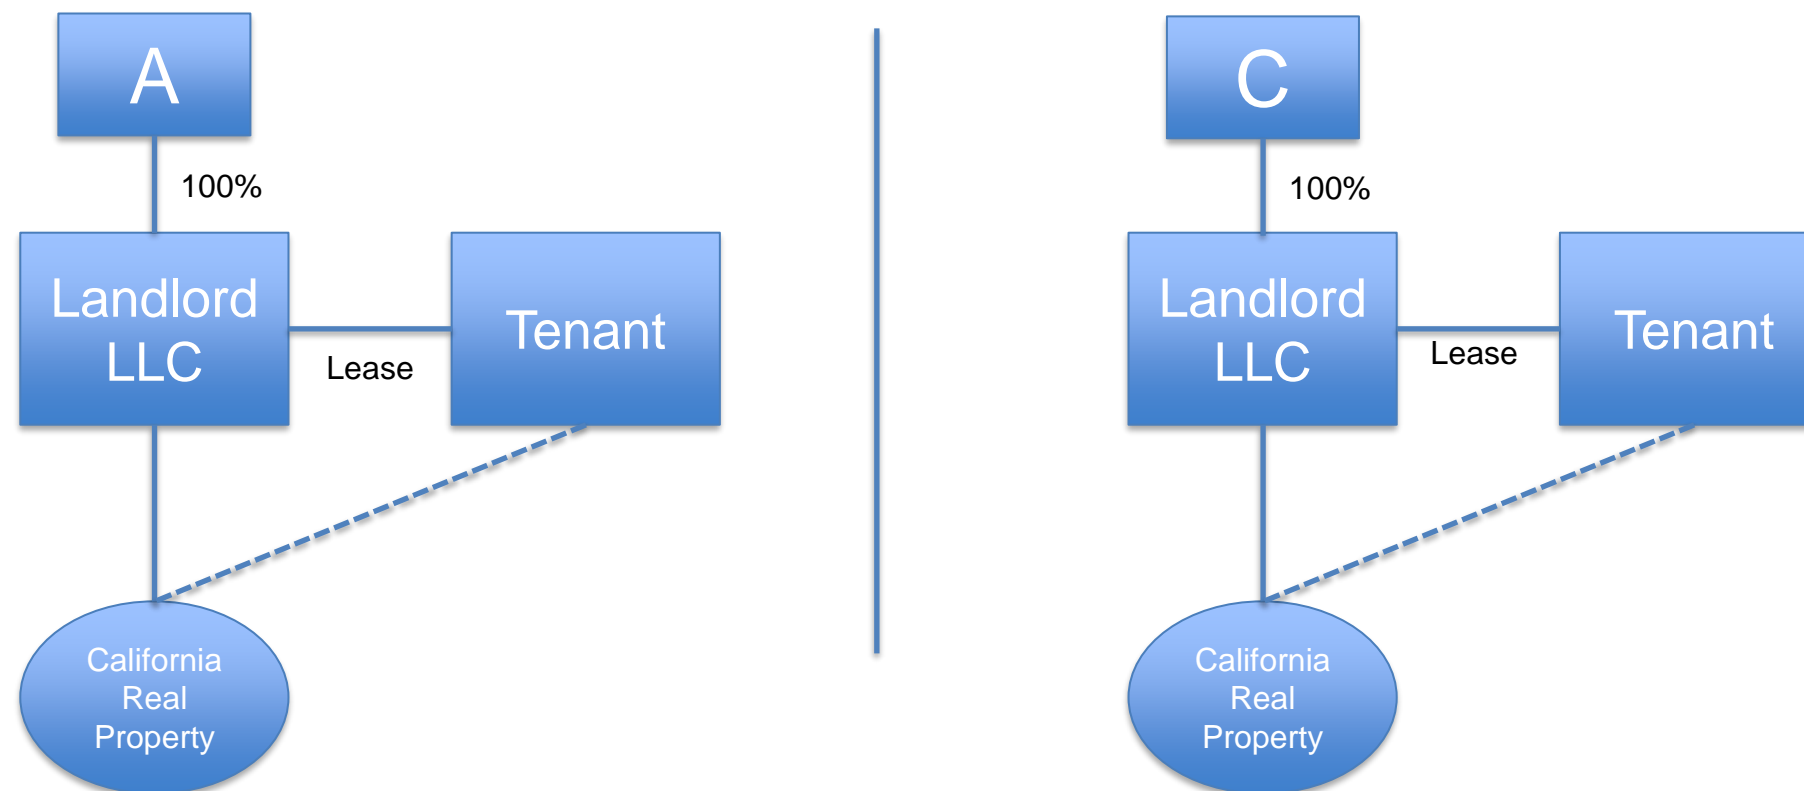 A
100%
Landlord
LLC
Lease
Tenant
California
Real
Property
C
100%
Landlord
LLC
Lease
Tenant
California
Real
Property